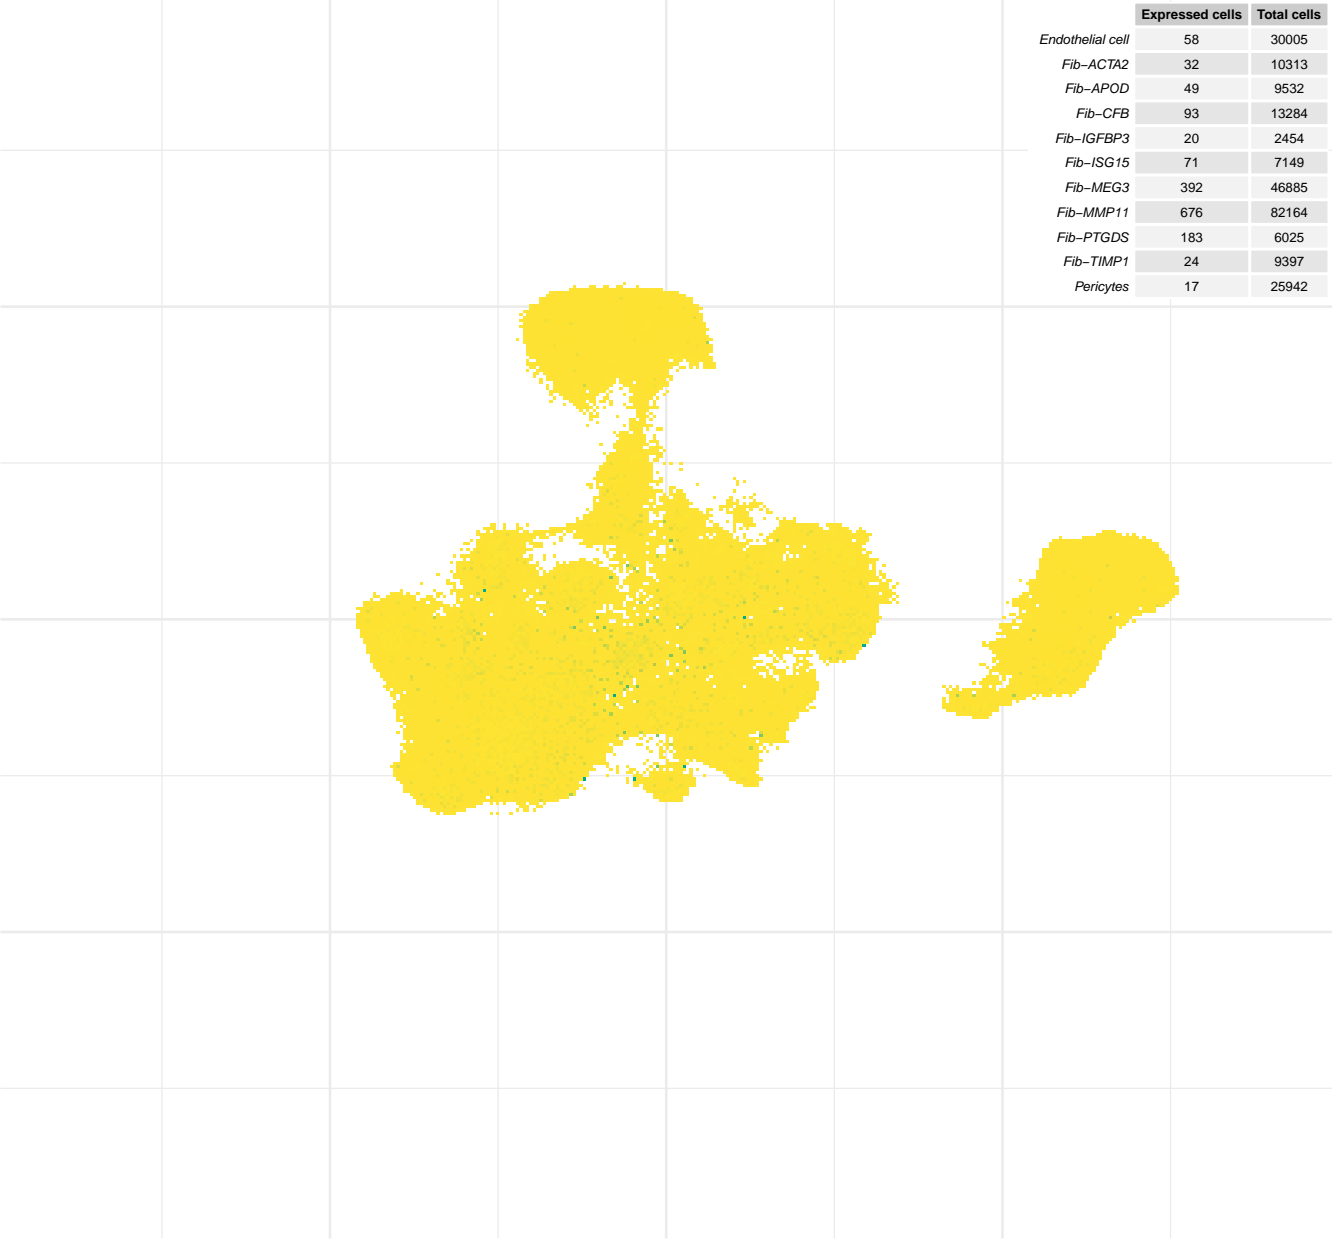 Expressed cells Total cells
Endothelial cell 58 30005
Fib−ACTA2 32 10313
Fib−APOD 49 9532
Fib−CFB 93 13284
Fib−IGFBP3 20 2454
Fib−ISG15 71 7149
Fib−MEG3 392 46885
Fib−MMP11 676 82164
Fib−PTGDS 183 6025
Fib−TIMP1 24 9397
Pericytes 17 25942